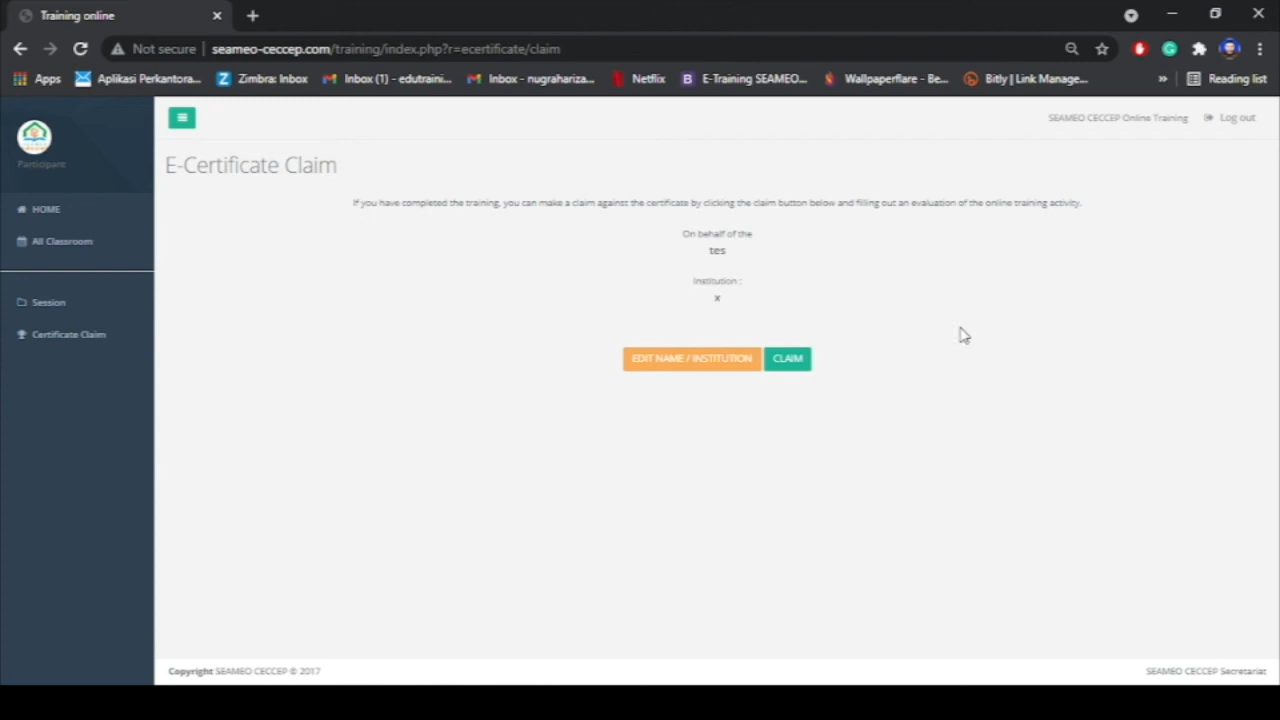 Training online
Not secure
seameo-ceccep.com/training/index.php?r=ecertificate/claim
Apps
Aplikasi Perkantora...
Zimbra: Inbox
Inbox (1) - edutraini...
Inbox - nugrahariza...
Netflix
E-Training SEAMEO...
Wallpaperflare - Be...
Bitly | Link Manage...
»
Reading list
Participant
SEAMEO CECCEP Online Training
Log out
E-Certificate Claim
HOME
All Classroom
Session
Certificate Claim
If you have completed the training, you can make a claim against the certificate by clicking the claim button below and filling out an evaluation of the online training activity.
On behalf of the
tes
Institution :
x
EDIT NAME / INSTITUTION
CLAIM
Copyright SEAMEO CECCEP © 2017
SEAMEO CECCEP Secretariat